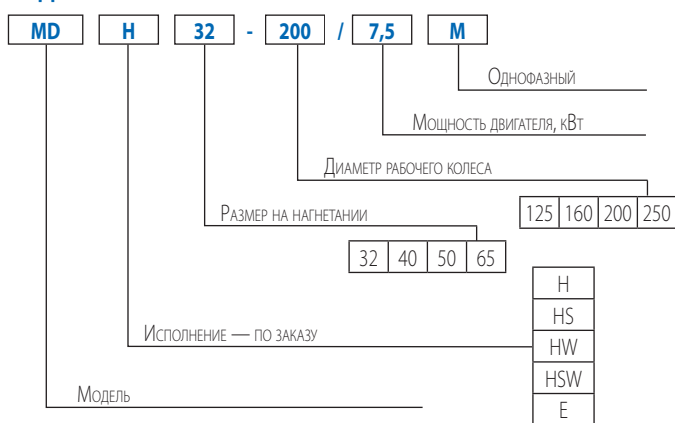 MD H 32 - 200 / 7,5 M
Однофазный
Мощность двигателя, кВт
Диаметр рабочего колеса
125 160 200 250
Размер на нагнетании
32 40 50 65
H
HS
Исполнение — по заказу
HW
HSW
Модель
E